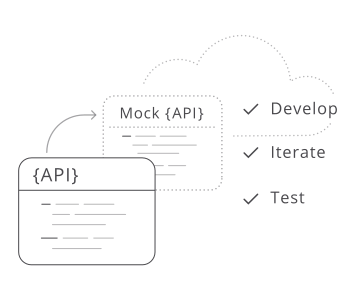 Mock {API}
{API}
Develop
Iterate
Test